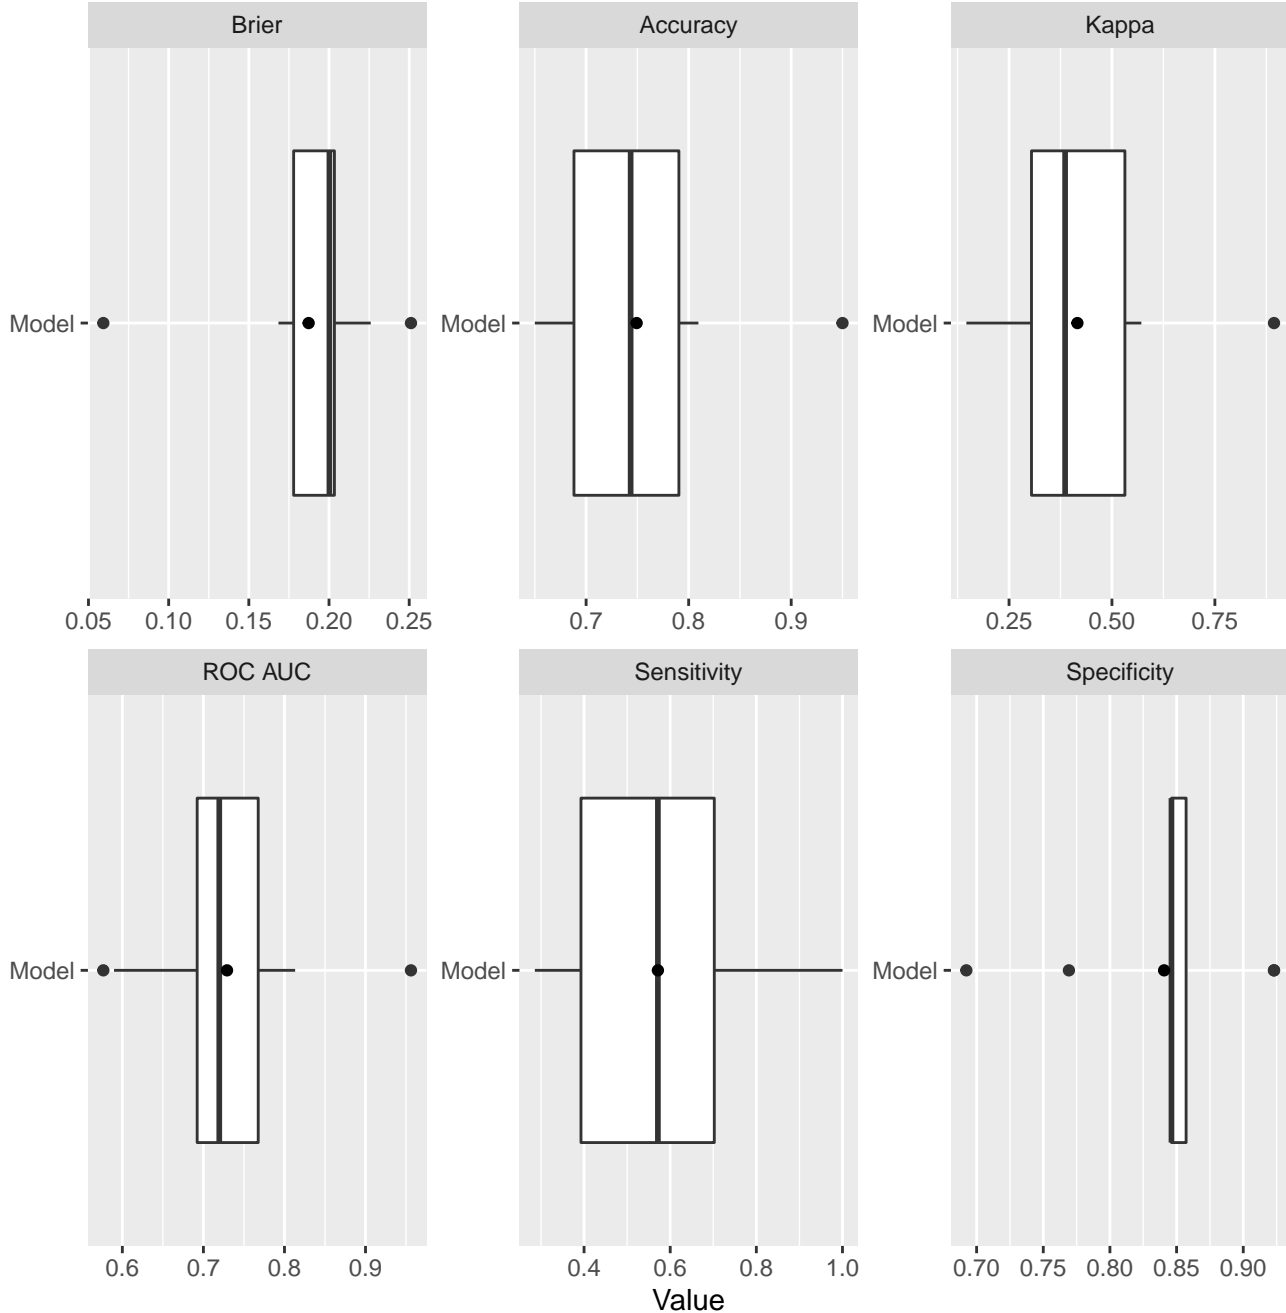 Brier Accuracy Kappa
Model Model Model
0.05 0.10 0.15 0.20 0.25 0.7 0.8 0.9 0.25 0.50 0.75
ROC AUC Sensitivity Specificity
Model Model Model
0.6 0.7 0.8 0.9 0.4 0.6 0.8 1.0 0.70 0.75 0.80 0.85 0.90
Value